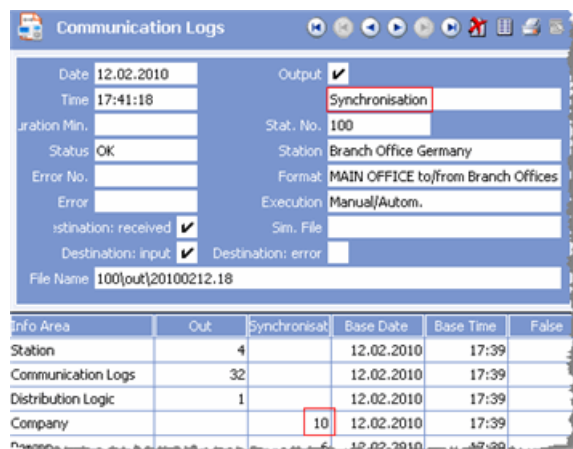 Communication Logs
Date 12.02.2010 Output
Time 17:41:18 Synchronisation
uration Min. Stat. No. 100
Status OK Station Branch Office Germany
Error No. Format MAIN OFFICE to/from Branch Offices
Error Execution Manual/Autom.
estination: received Sim. File
Destination: input Destination: error
File Name 100\out\20100212.18
Info Area Out Synchronisat Base Date Base Time False
Station 4 12.02.2010 17:39
Communication Logs 32 12.02.2010 17:39
Distribution Logic 1 12.02.2010 17:39
Company 10 12.02.2010 17:39